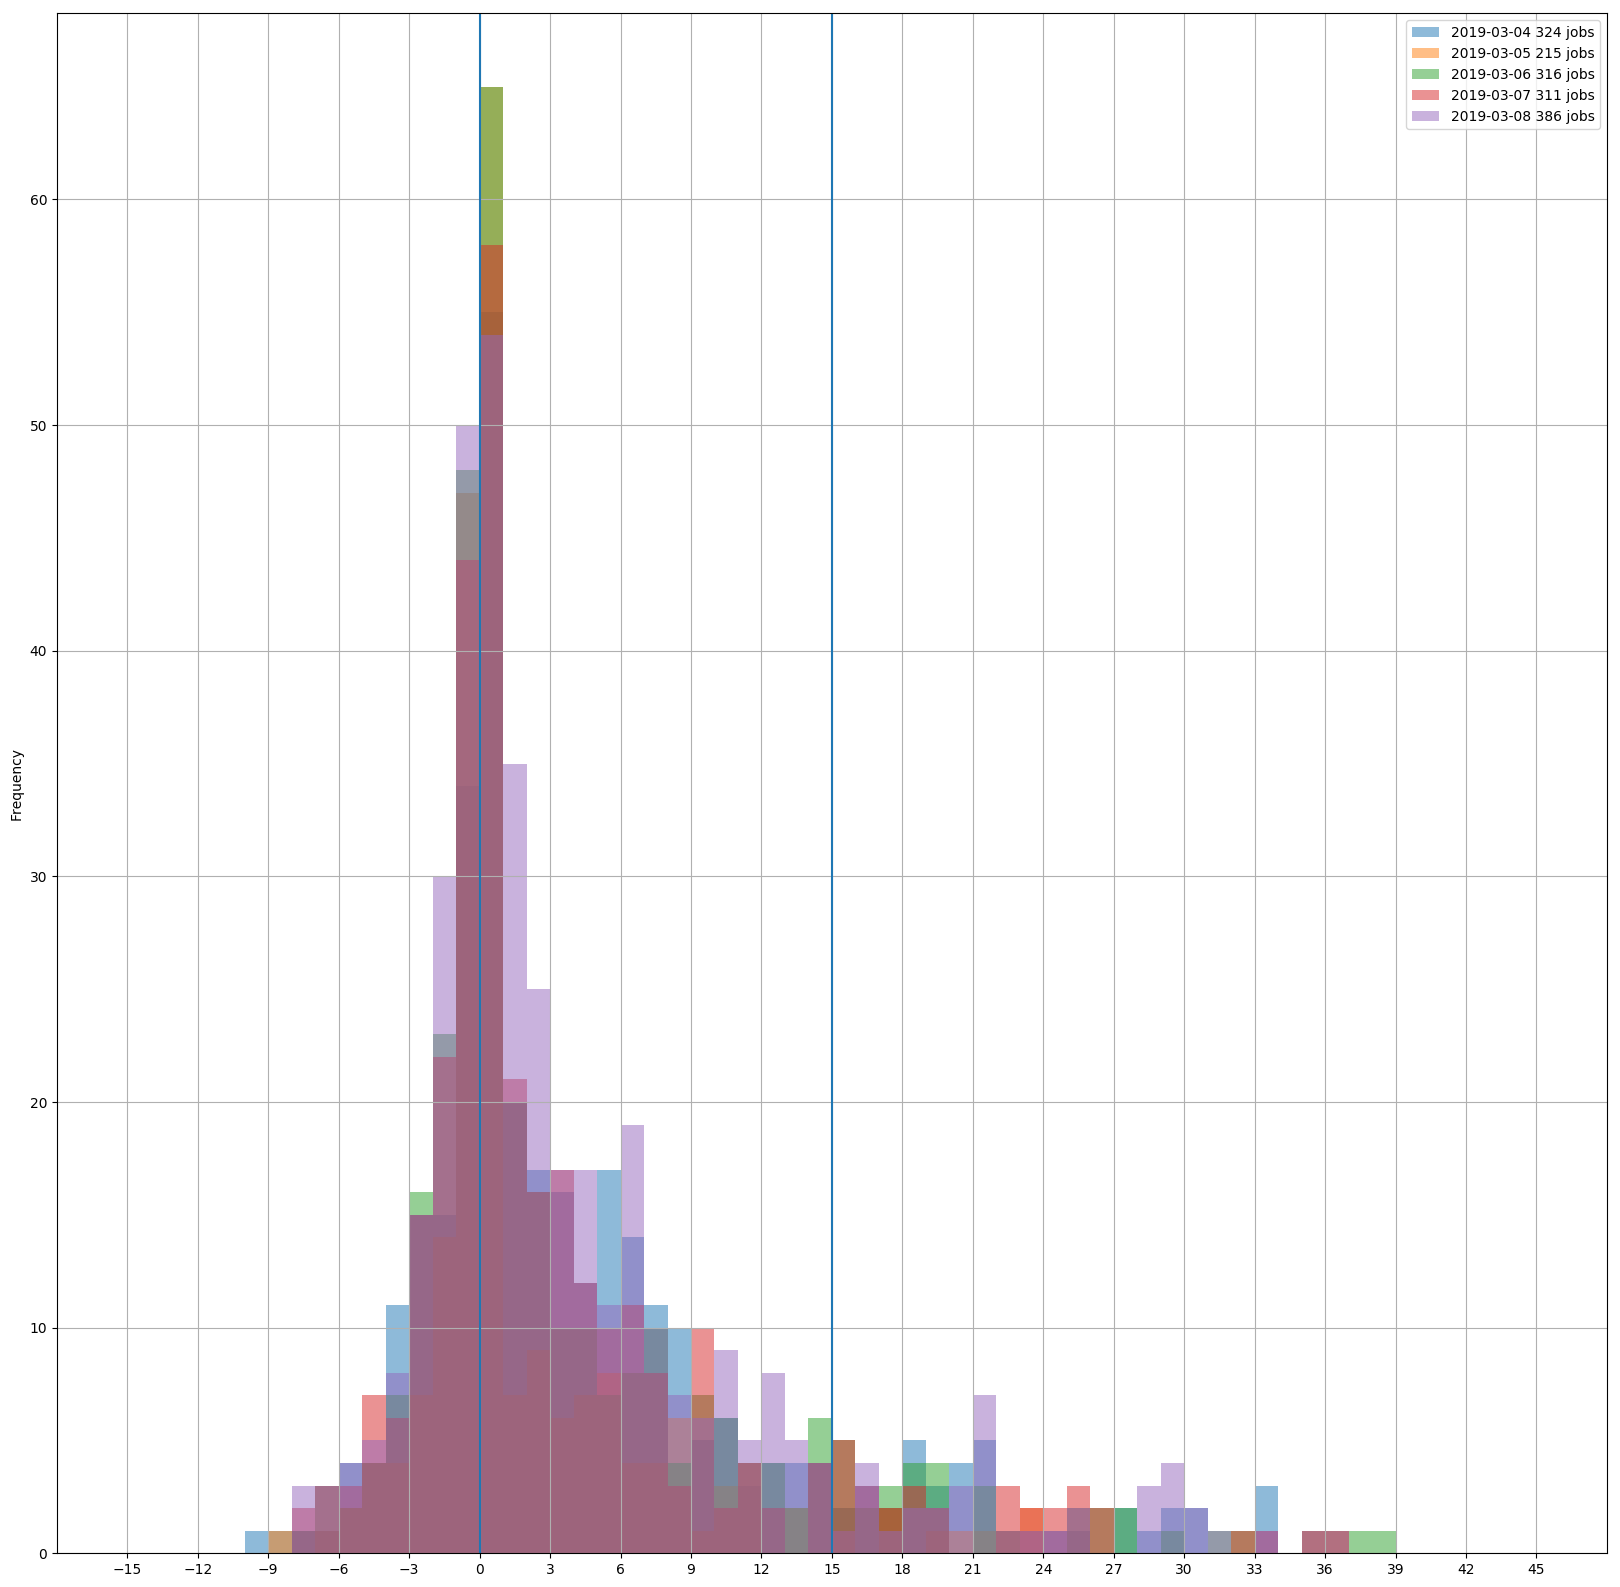 2019-03-04 324 jobs
2019-03-05 215 jobs
2019-03-06 316 jobs
2019-03-07 311 jobs
2019-03-08 386 jobs
60
50
40
30
20
10
0
Frequency
−15 −12 −9 −6 −3 0 3 6 9 12 15 18 21 24 27 30 33 36 39 42 45